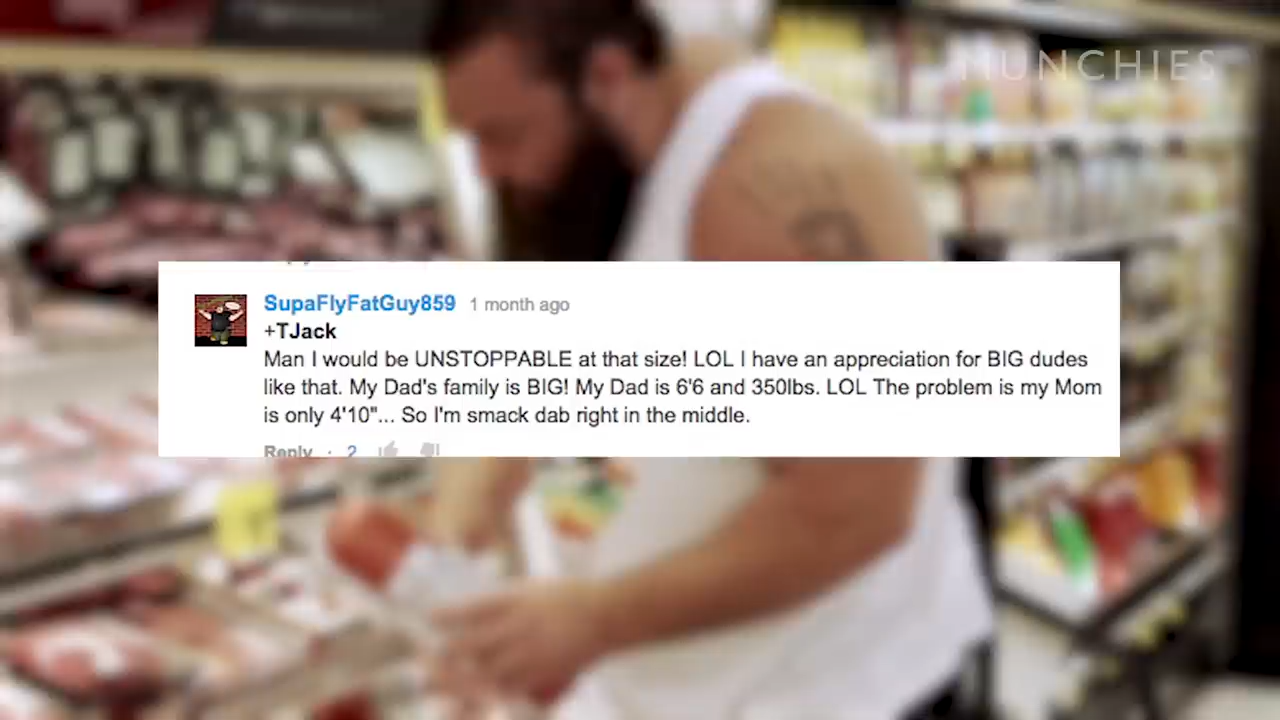 MUNCHIES
SupaFlyFatGuy859 1 month ago
+TJack
Man I would be UNSTOPPABLE at that size! LOL I have an appreciation for BIG dudes
like that. My Dad's family is BIG! My Dad is 6'6 and 350lbs. LOL The problem is my Mom
is only 4'10"... So I'm smack dab right in the middle.
Reply · 2